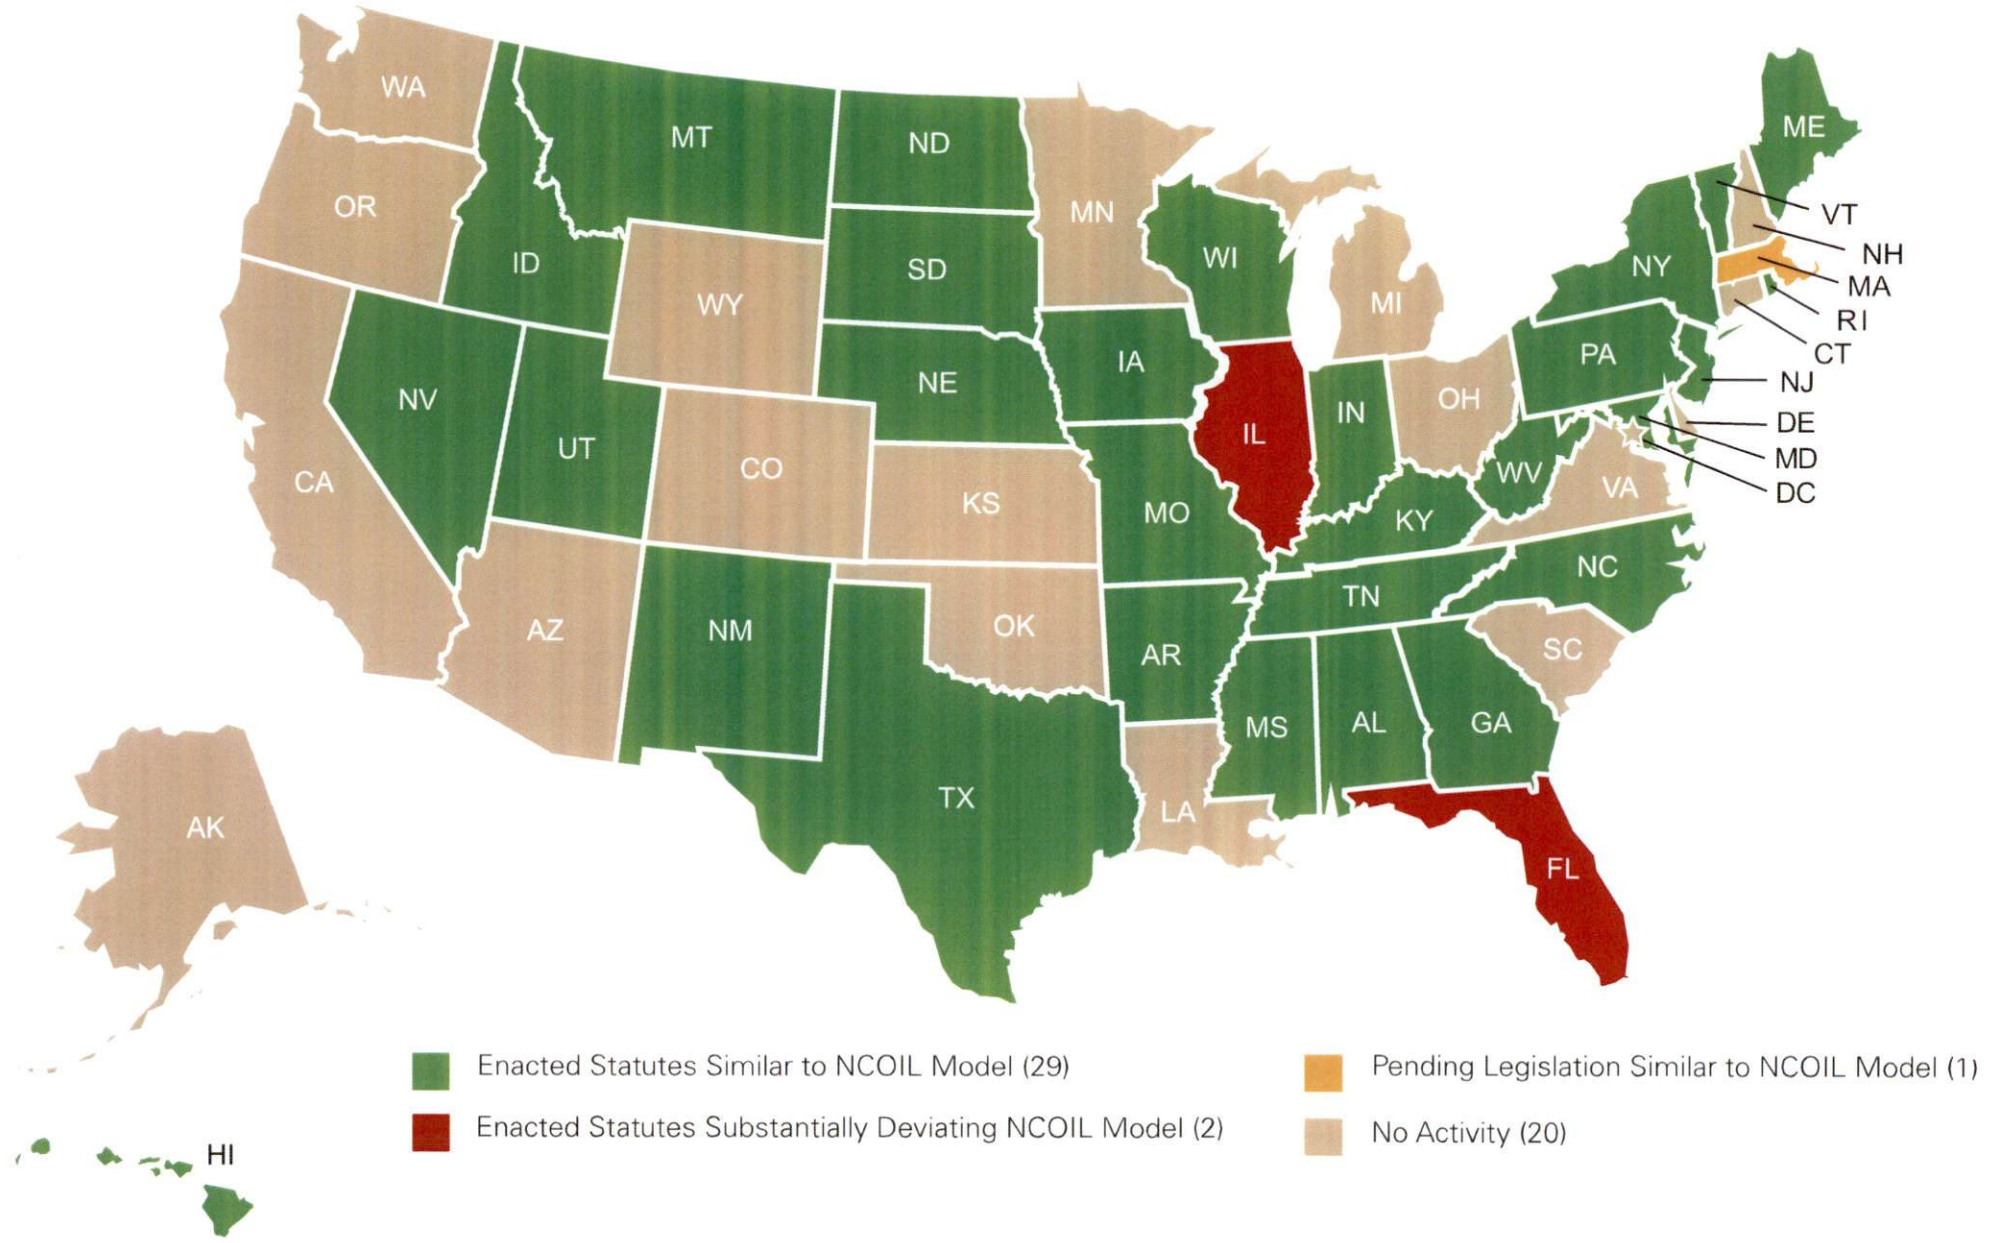 WA
MT
ND
ME
OR
MN
VT
ID
SD
WI
NY
NH
WY
MI
MA
RI
NV
NE
IA
PA
CT
UT
CO
IL
IN
OH
NJ
CA
KS
MO
WV
VA
DE
KY
MD
DC
AZ
NM
OK
AR
TN
NC
SC
MS
AL
GA
TX
LA
AK
FL
HI
Enacted Statutes Similar to NCOIL Model (29)
Enacted Statutes Substantially Deviating NCOIL Model (2)
Pending Legislation Similar to NCOIL Model (1)
No Activity (20)